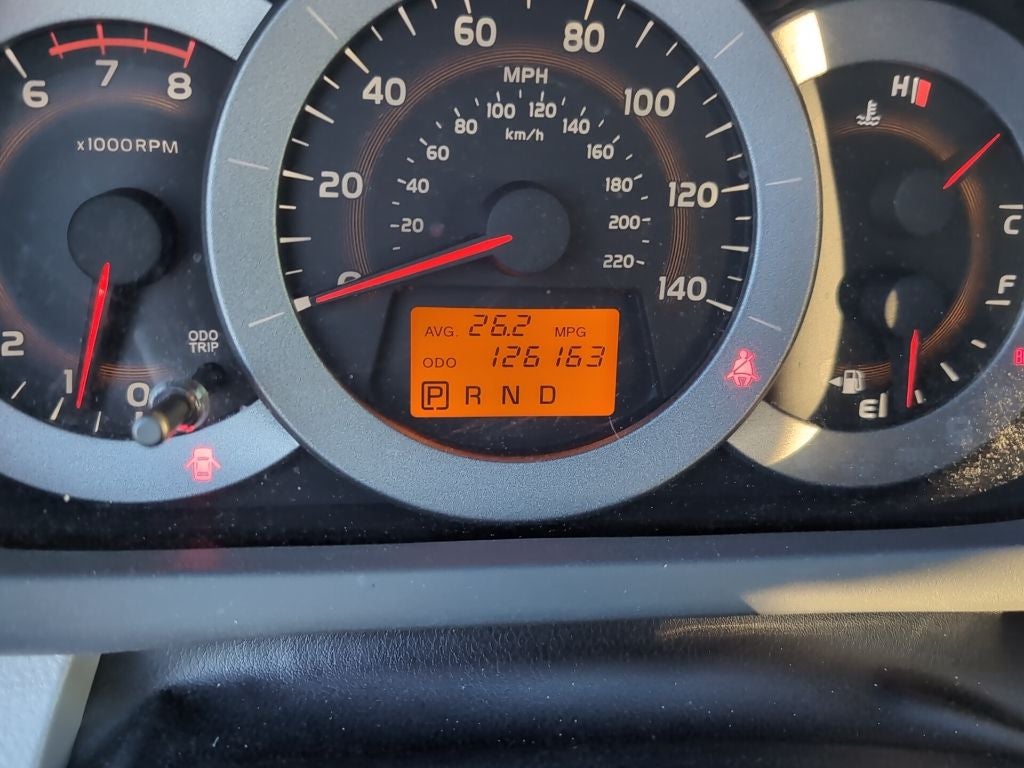 6 7 8
x1000RPM
2 1 0
ODO
TRIP
0 20 40 60 80 100 120 140
MPH
20 40 60 80 100 120 140 160 180 200 220
km/h
AVG. 26.2 MPG
ODO 126163
P R N D
H
C
F
E